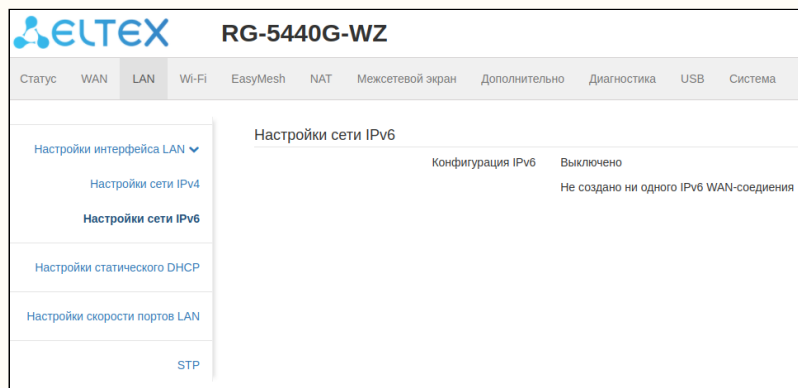 ELTEX RG-5440G-WZ
Статус WAN LAN Wi-Fi EasyMesh NAT Межсетевой экран Дополнительно Диагностика USB Система
Настройки интерфейса LAN
Настройки сети IPv4
Настройки сети IPv6
Настройки статического DHCP
Настройки скорости портов LAN
STP
Настройки сети IPv6
Конфигурация IPv6 Выключено
Не создано ни одного IPv6 WAN-соедиения